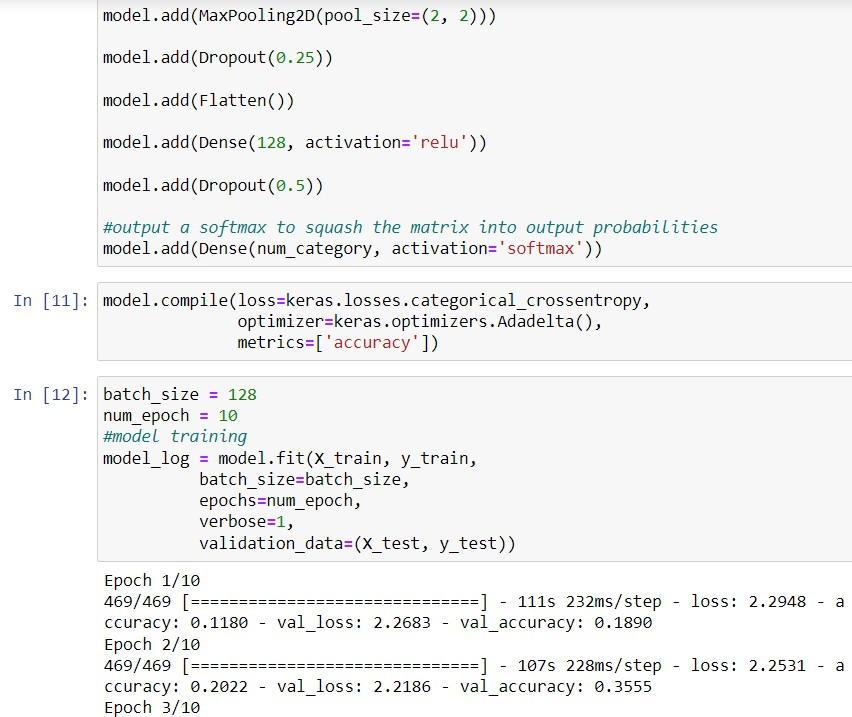 model.add(MaxPooling2D(pool_size=(2, 2)))
model.add(Dropout(0.25))
model.add(Flatten())
model.add(Dense(128, activation='relu'))
model.add(Dropout(0.5))
#output a softmax to squash the matrix into output probabilities
model.add(Dense(num_category, activation='softmax'))
In [11]: model.compile(loss=keras.losses.categorical_crossentropy,
optimizer=keras.optimizers.Adadelta(),
metrics=['accuracy'])
In [12]: batch_size = 128
num_epoch = 10
#model training
model_log = model.fit(X_train, y_train,
batch_size=batch_size,
epochs=num_epoch,
verbose=1,
validation_data=(X_test, y_test))
Epoch 1/10
469/469 [==============================] - 111s 232ms/step - loss: 2.2948 - a
ccuracy: 0.1180 - val_loss: 2.2683 - val_accuracy: 0.1890
Epoch 2/10
469/469 [==============================] - 107s 228ms/step - loss: 2.2531 - a
ccuracy: 0.2022 - val_loss: 2.2186 - val_accuracy: 0.3555
Epoch 3/10